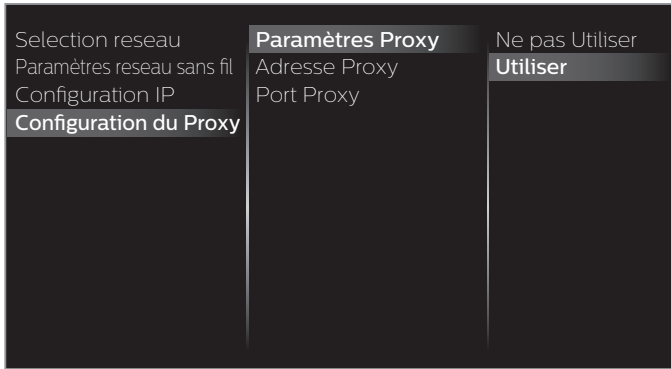 Selection reseau
Paramètres reseau sans fil
Configuration IP
Configuration du Proxy
Paramètres Proxy
Adresse Proxy
Port Proxy
Ne pas Utiliser
Utiliser